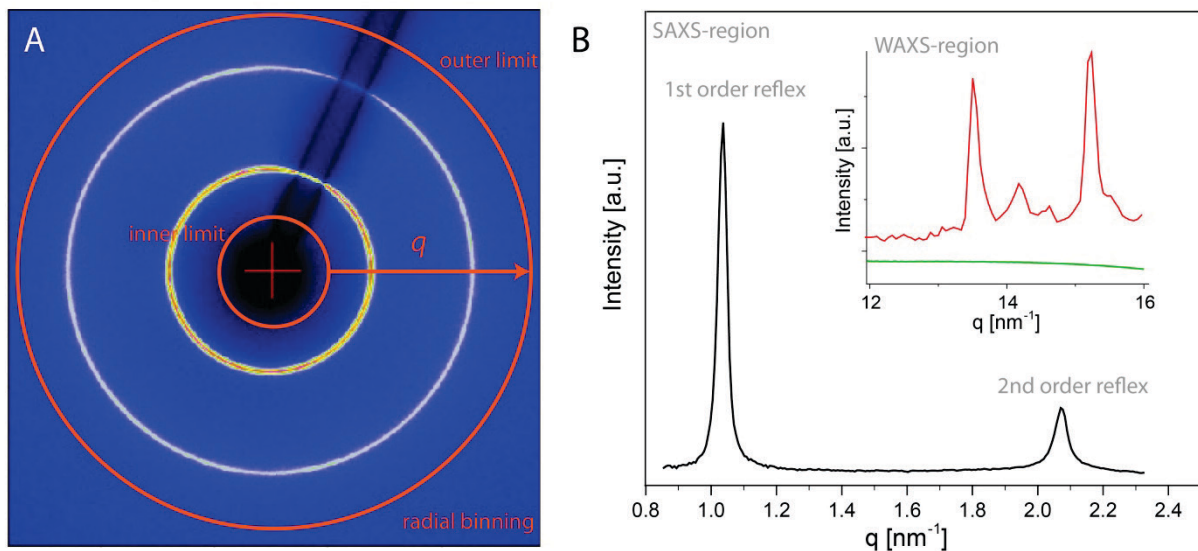 A
outer limit
inner limit
q
radial binning
B
SAXS-region
1st order reflex
2nd order reflex
Intensity [a.u.]
0.8 1.0 1.2 1.4 1.6 1.8 2.0 2.2 2.4
q [nm⁻¹]
WAXS-region
Intensity [a.u.]
12 14 16
q [nm⁻¹]